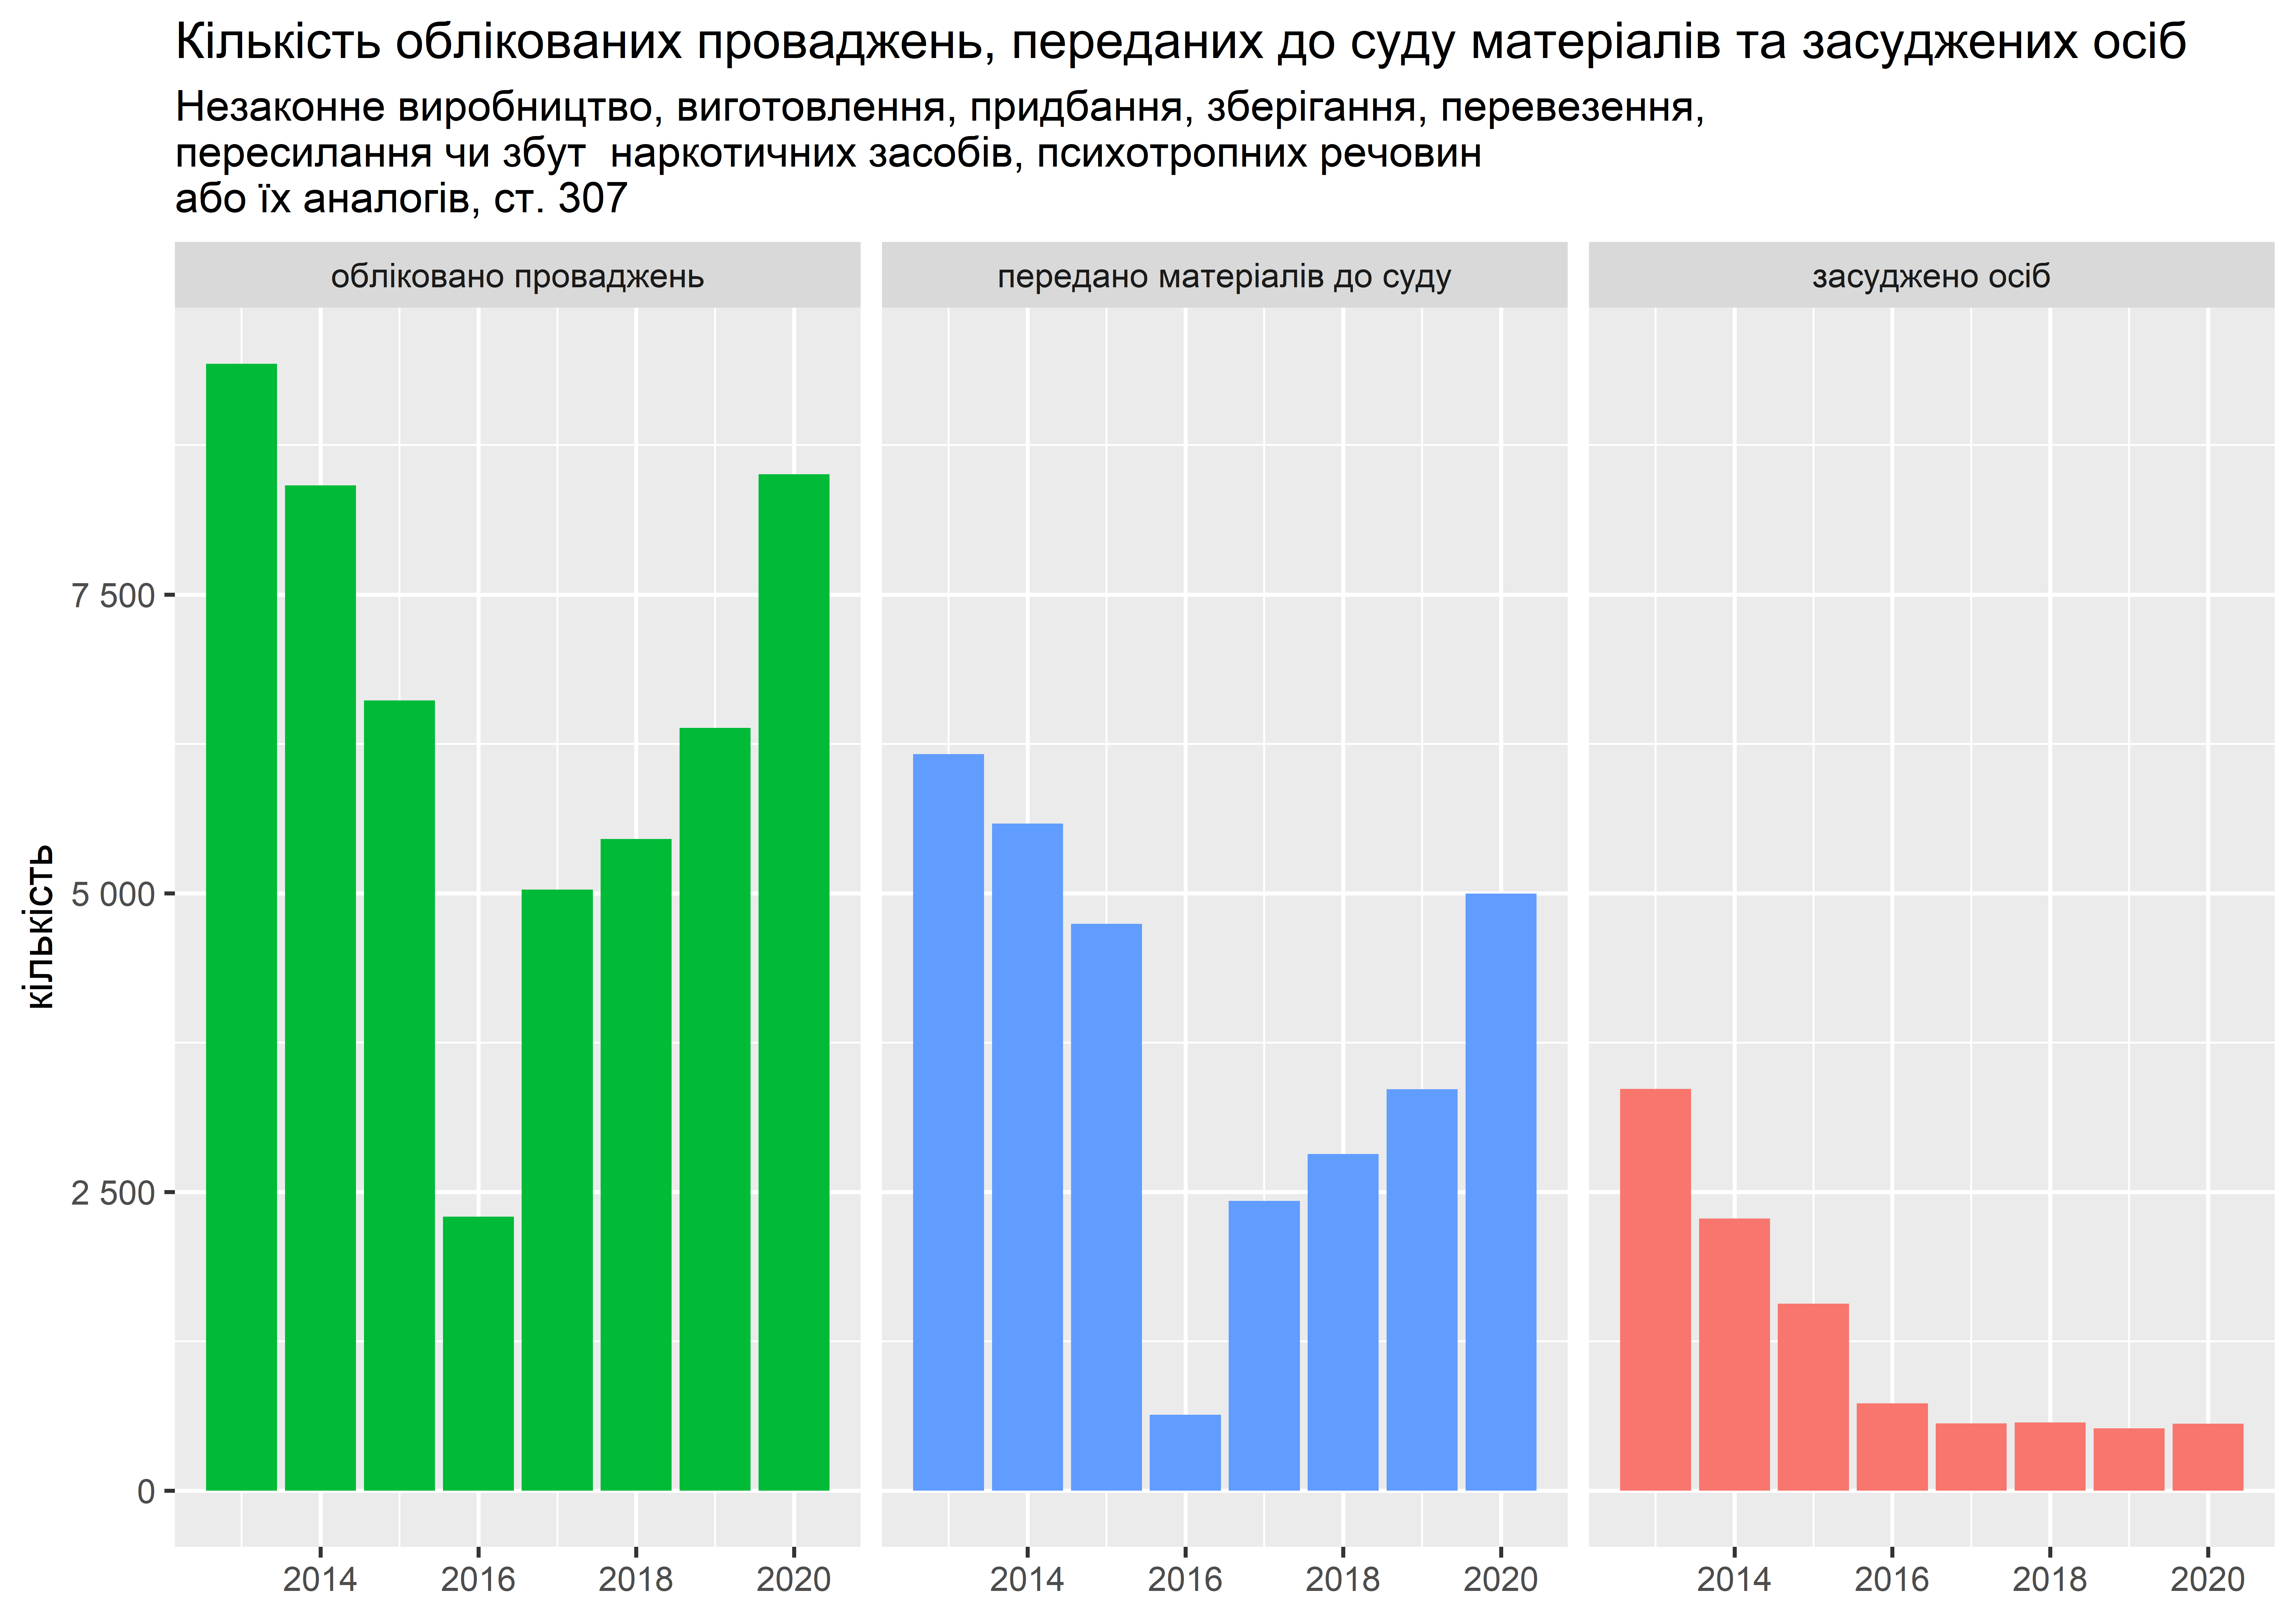 Кількість облікованих проваджень, переданих до суду матеріалів та засуджених осіб
Незаконне виробництво, виготовлення, придбання, зберігання, перевезення,
пересилання чи збут  наркотичних засобів, психотропних речовин
або їх аналогів, ст. 307
обліковано проваджень
передано матеріалів до суду
засуджено осіб
кількість
7 500
5 000
2 500
0
2014 2016 2018 2020
2014 2016 2018 2020
2014 2016 2018 2020